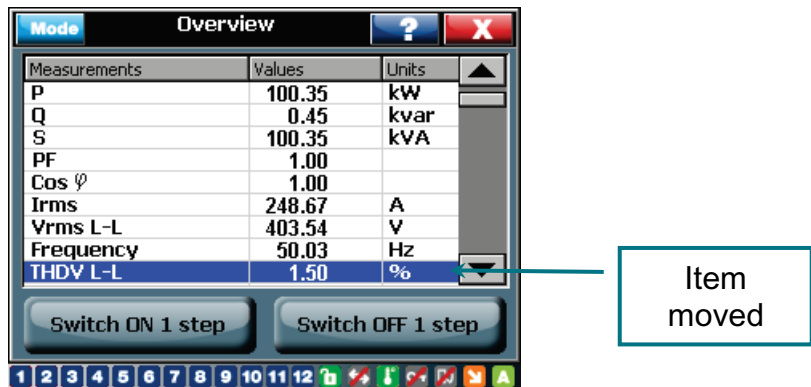 Mode Overview ? X
Measurements Values Units
P 100.35 kW
Q 0.45 kvar
S 100.35 kVA
PF 1.00
Cos φ 1.00
Irms 248.67 A
Vrms L-L 403.54 V
Frequency 50.03 Hz
THDV L-L 1.50 %
Item
moved
Switch ON 1 step Switch OFF 1 step
1 2 3 4 5 6 7 8 9 10 11 12 A